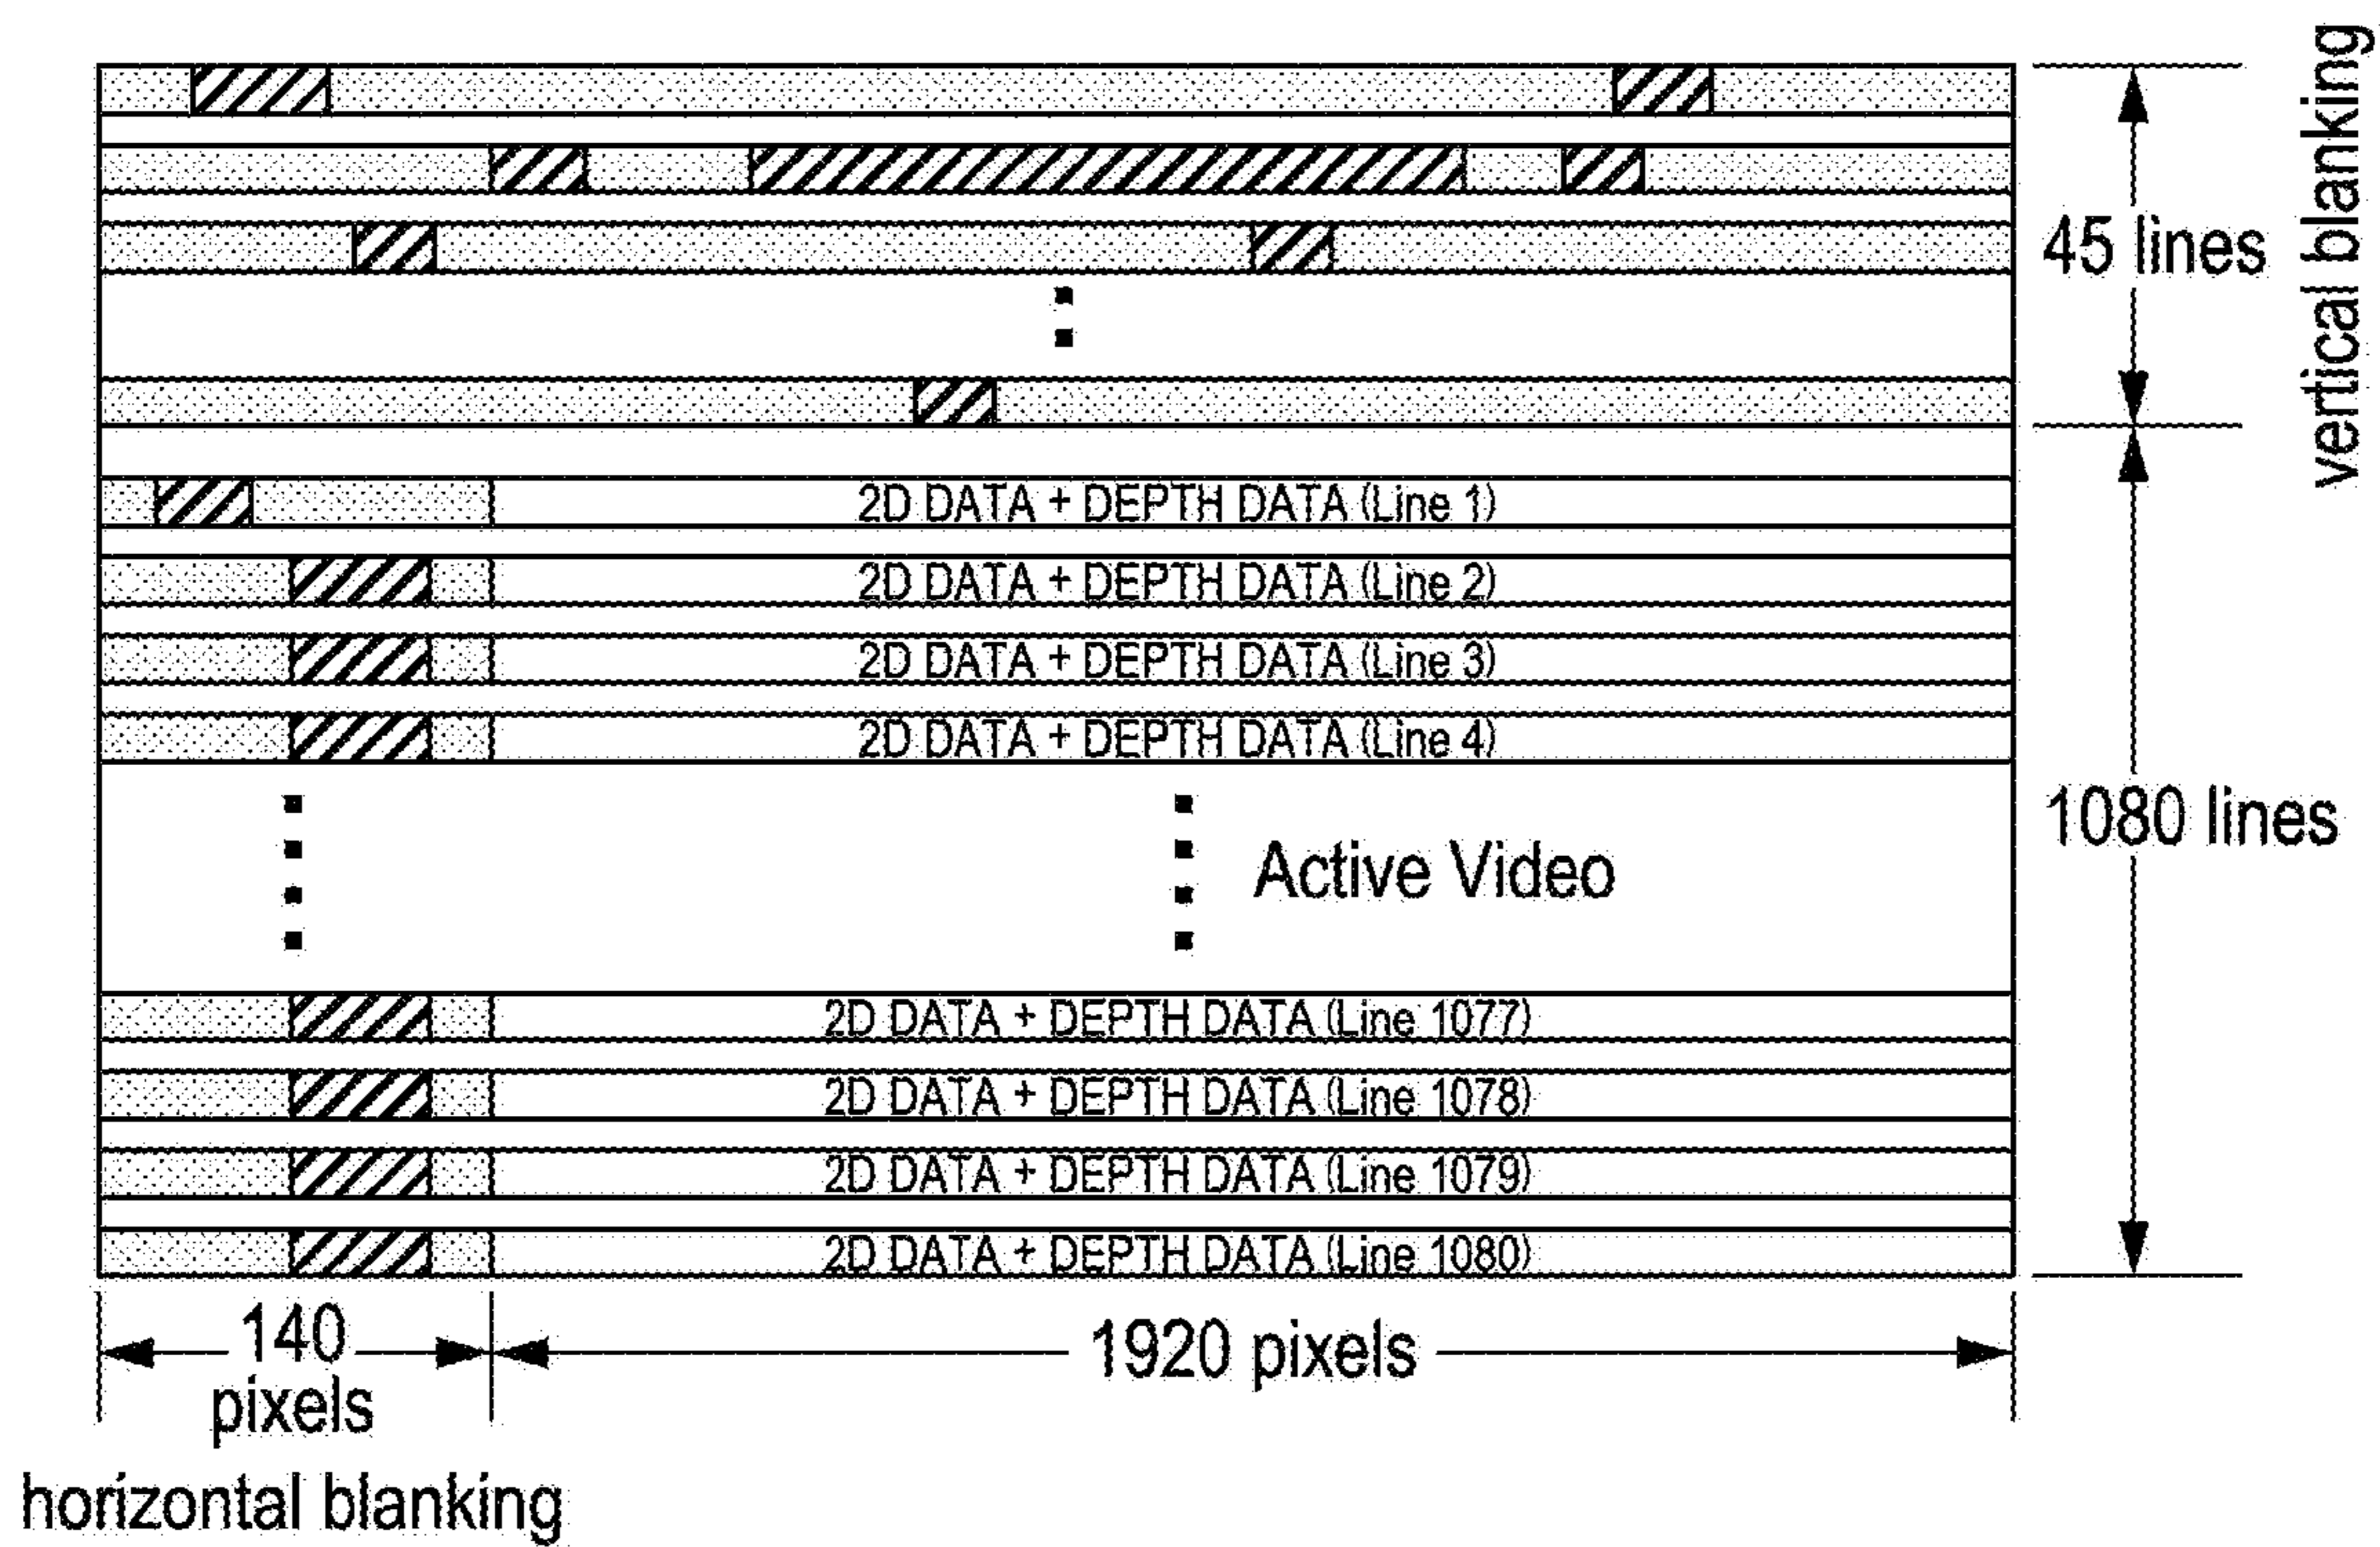 vertical blanking
45 lines
2D DATA + DEPTH DATA (Line 1)
2D DATA + DEPTH DATA (Line 2)
2D DATA + DEPTH DATA (Line 3)
2D DATA + DEPTH DATA (Line 4)
1080 lines
Active Video
2D DATA + DEPTH DATA (Line 1077)
2D DATA + DEPTH DATA (Line 1078)
2D DATA + DEPTH DATA (Line 1079)
2D DATA + DEPTH DATA (Line 1080)
140
pixels
1920 pixels
horizontal blanking